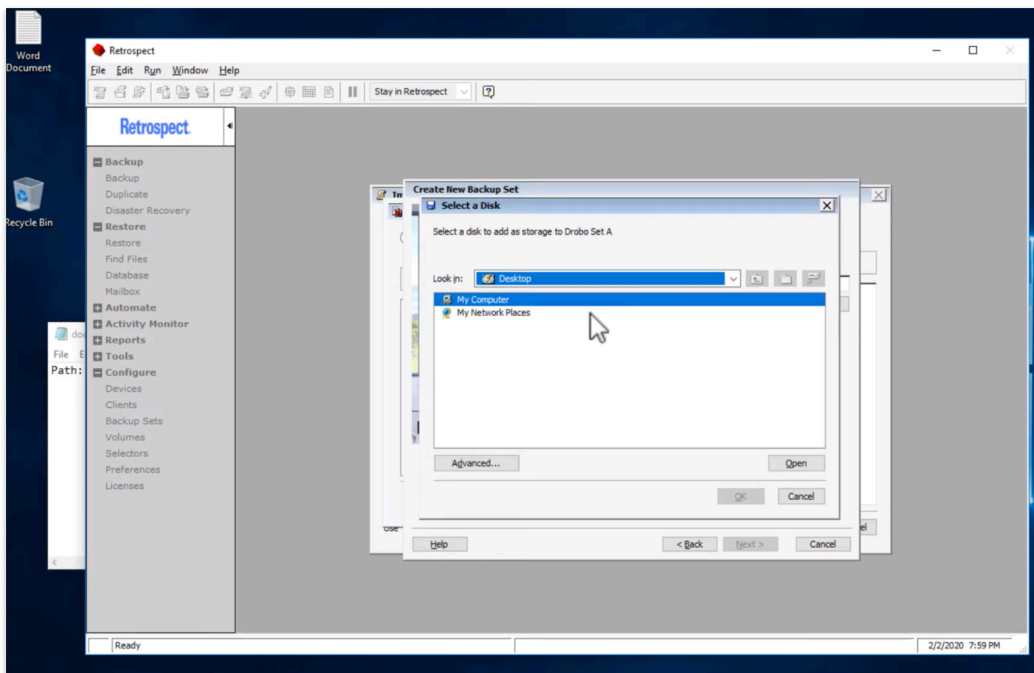 Word
Document
Recycle Bin
Retrospect
File Edit Run Window Help
Stay in Retrospect
Retrospect
Backup
Backup
Duplicate
Disaster Recovery
Restore
Restore
Find Files
Database
Mailbox
Automate
Activity Monitor
Reports
Tools
Configure
Devices
Clients
Backup Sets
Volumes
Selectors
Preferences
Licenses
File
Path:
Create New Backup Set
Select a Disk
Select a disk to add as storage to Drobo Set A
Look in: Desktop
My Computer
My Network Places
Advanced... Open
OK Cancel
Use
Help < Back Next > Cancel
Ready 2/2/2020 7:59 PM